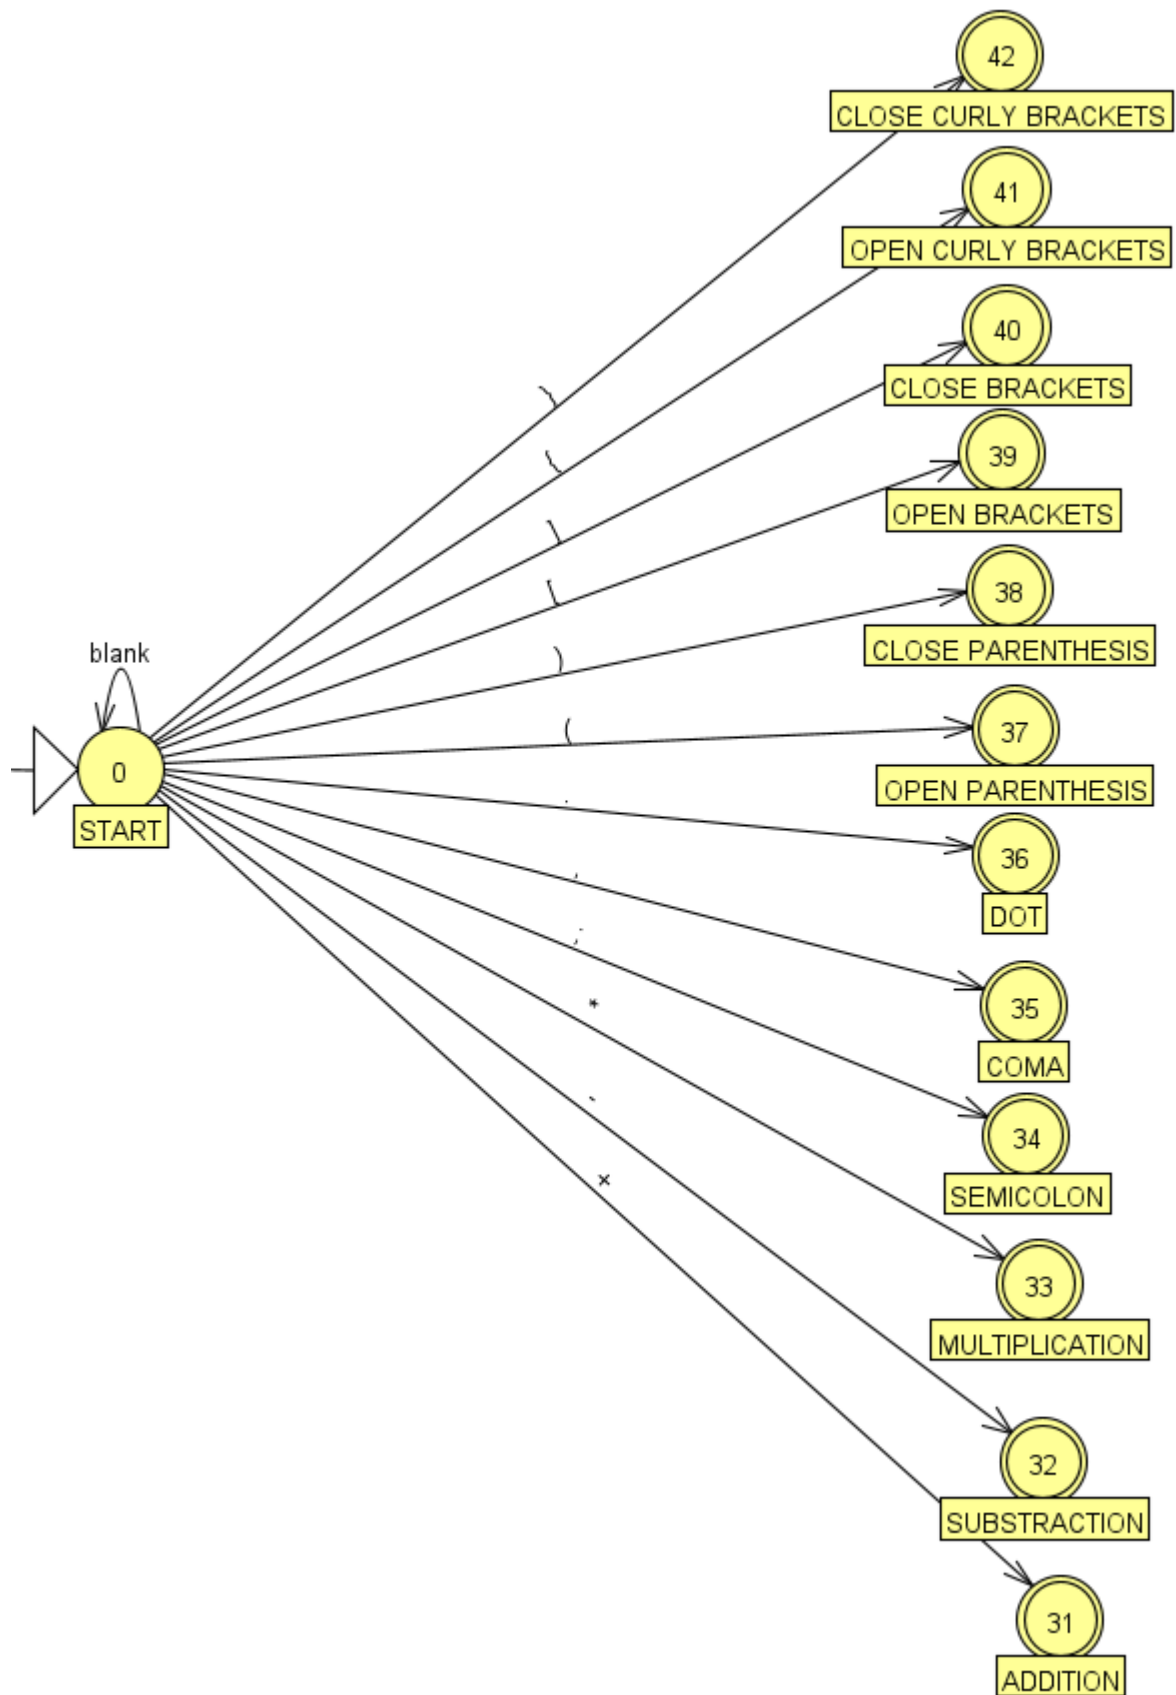 42
CLOSE CURLY BRACKETS
41
OPEN CURLY BRACKETS
40
CLOSE BRACKETS
}
39
{
OPEN BRACKETS
]
38
[
CLOSE PARENTHESIS
blank
)
37
(
0
OPEN PARENTHESIS
.
START
36
,
DOT
;
35
*
COMA
-
34
+
SEMICOLON
33
MULTIPLICATION
32
SUBSTRACTION
31
ADDITION